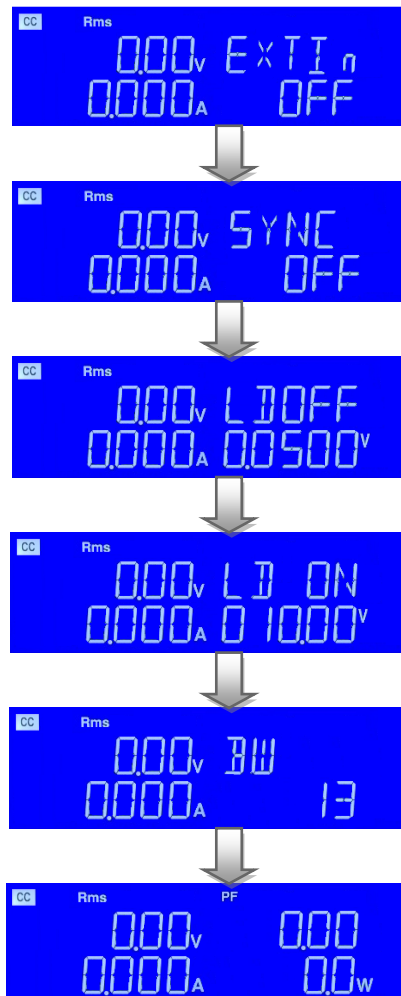 CC Rms
0.00V EXTIn
0.000A OFF
CC Rms
0.00V SYNC
0.000A OFF
CC Rms
0.00V LDOFF
0.000A 0.0500V
CC Rms
0.00V LD ON
0.000A 010.00V
CC Rms
0.00V BW
0.000A 13
CC Rms PF
0.00V 0.00
0.000A 0.0W